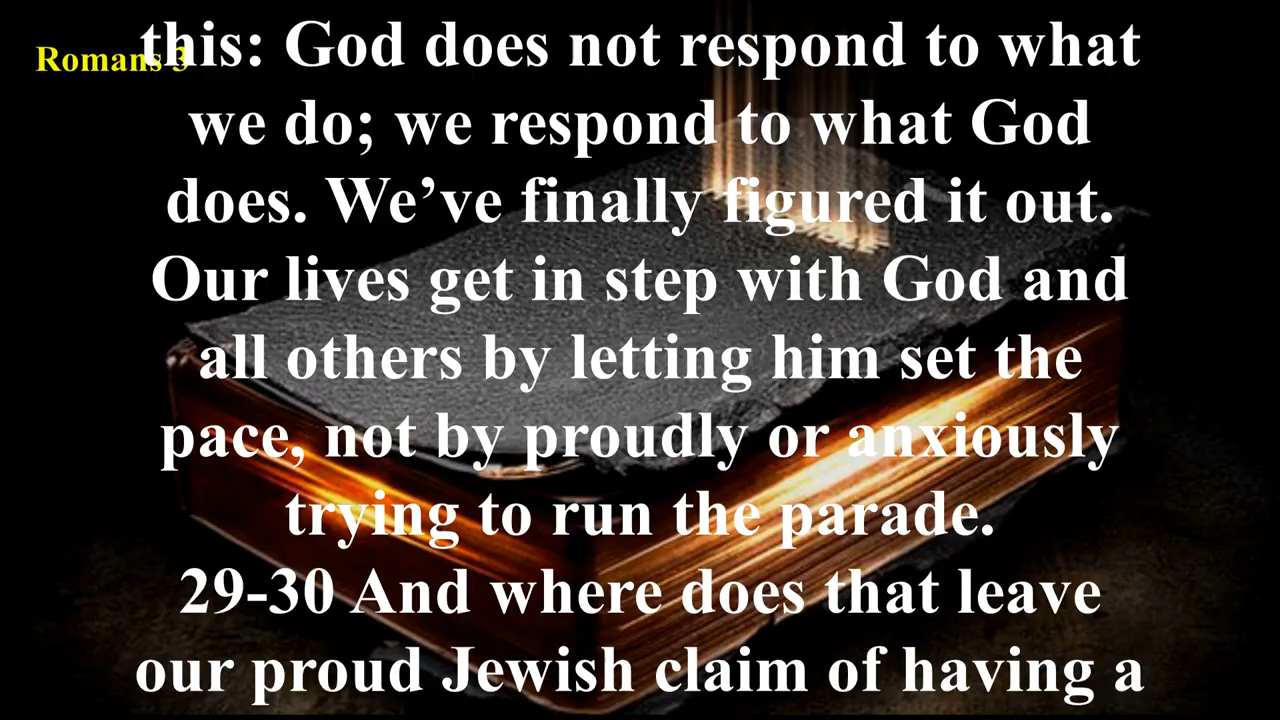 Romans 3
this: God does not respond to what
we do; we respond to what God
does. We’ve finally figured it out.
Our lives get in step with God and
all others by letting him set the
pace, not by proudly or anxiously
trying to run the parade.
29-30 And where does that leave
our proud Jewish claim of having a